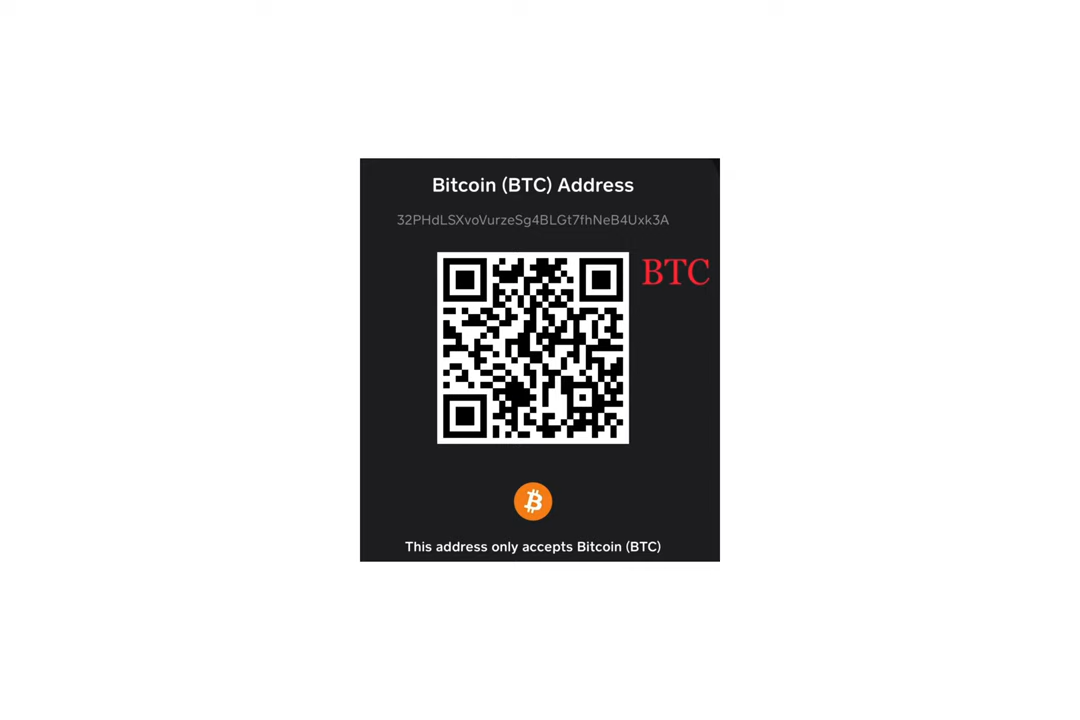 Bitcoin (BTC) Address
32PHdLSXvoVurzeSg4BLGt7fhNeB4Uxk3A
BTC
This address only accepts Bitcoin (BTC)